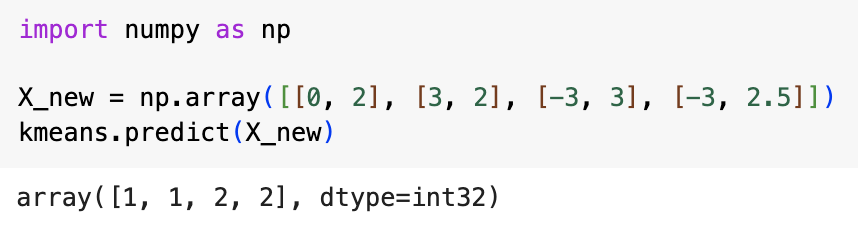 import numpy as np
X_new = np.array([[0, 2], [3, 2], [-3, 3], [-3, 2.5]])
kmeans.predict(X_new)
array([1, 1, 2, 2], dtype=int32)